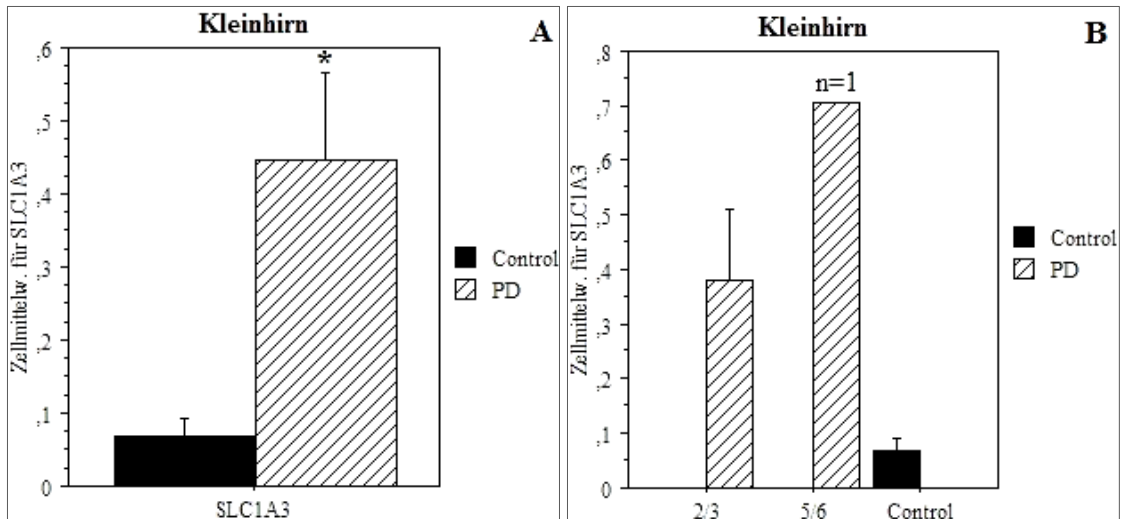 Kleinhirn
A
Zellmittelw. für SLC1A3
,6
,5
,4
,3
,2
,1
0
*
SLC1A3
Control
PD
Kleinhirn
B
Zellmittelw. für SLC1A3
,8
,7
,6
,5
,4
,3
,2
,1
0
n=1
2/3
5/6
Control
Control
PD